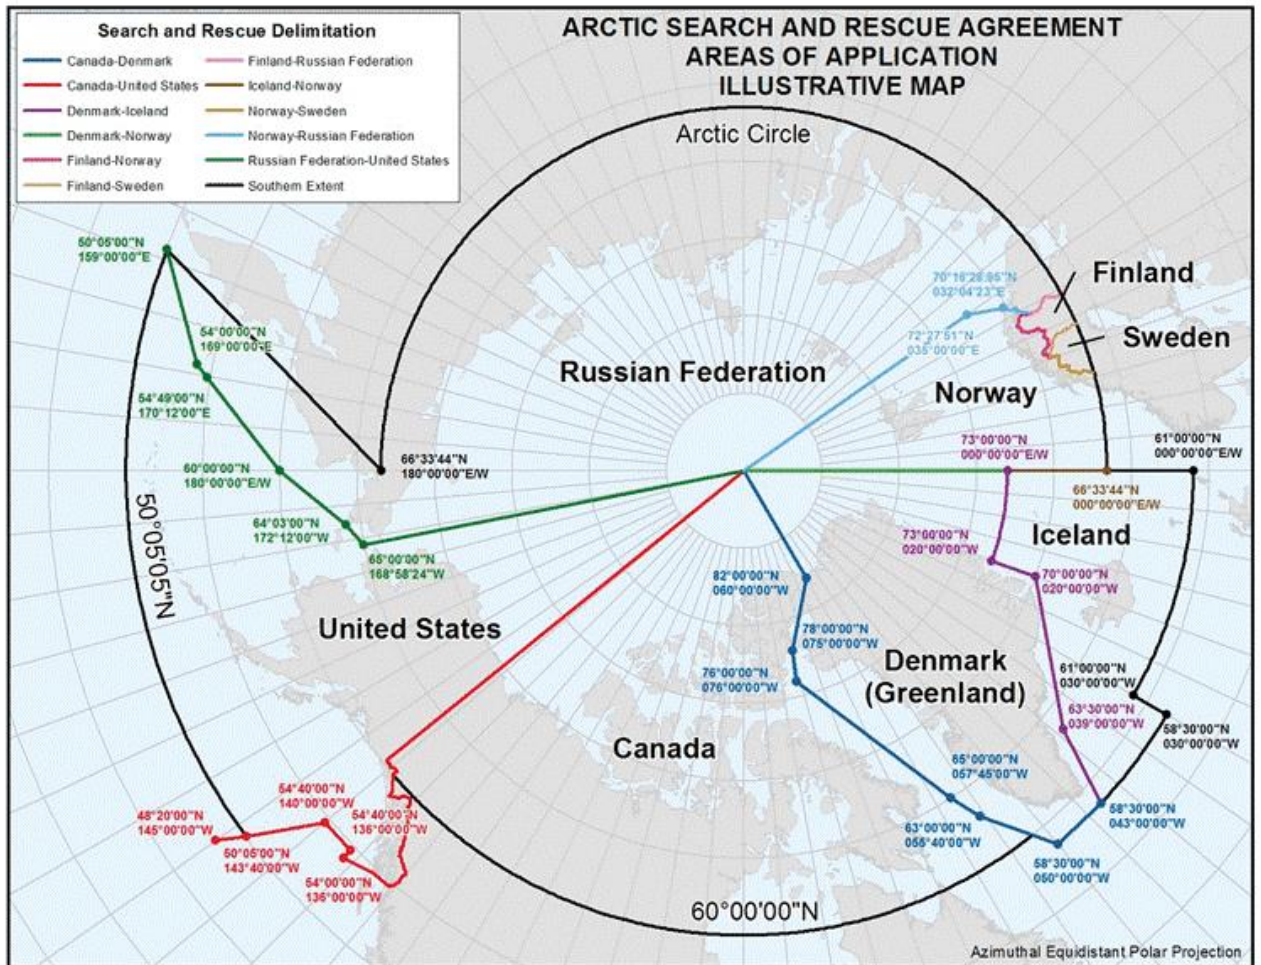 Search and Rescue Delimitation
Canada-Denmark
Canada-United States
Denmark-Iceland
Denmark-Norway
Finland-Norway
Finland-Sweden
Finland-Russian Federation
Iceland-Norway
Norway-Sweden
Norway-Russian Federation
Russian Federation-United States
Southern Extent
ARCTIC SEARCH AND RESCUE AGREEMENT
AREAS OF APPLICATION
ILLUSTRATIVE MAP
Arctic Circle
50°05'00"N
159°00'00"E
54°00'00"N
169°00'00"E
54°49'00"N
170°12'00"E
60°00'00"N
180°00'00"E/W
64°03'00"N
172°12'00"W
65°00'00"N
168°58'24"W
66°33'44"N
180°00'00"E/W
50°05'05"N
Russian Federation
70°16'28.95"N
032°04'23"E
72°27'51"N
035°00'00"E
Finland
Sweden
Norway
73°00'00"N
000°00'00"E/W
61°00'00"N
000°00'00"E/W
66°33'44"N
000°00'00"E/W
Iceland
73°00'00"N
020°00'00"W
70°00'00"N
020°00'00"W
82°00'00"N
060°00'00"W
78°00'00"N
075°00'00"W
76°00'00"N
076°00'00"W
United States
Denmark
(Greenland)
61°00'00"N
030°00'00"W
63°30'00"N
039°00'00"W
58°30'00"N
030°00'00"W
Canada
65°00'00"N
057°45'00"W
63°00'00"N
055°40'00"W
58°30'00"N
043°00'00"W
58°30'00"N
050°00'00"W
54°40'00"N
140°00'00"W
54°40'00"N
136°00'00"W
48°20'00"N
145°00'00"W
50°05'00"N
143°40'00"W
54°00'00"N
136°00'00"W
60°00'00"N
Azimuthal Equidistant Polar Projection